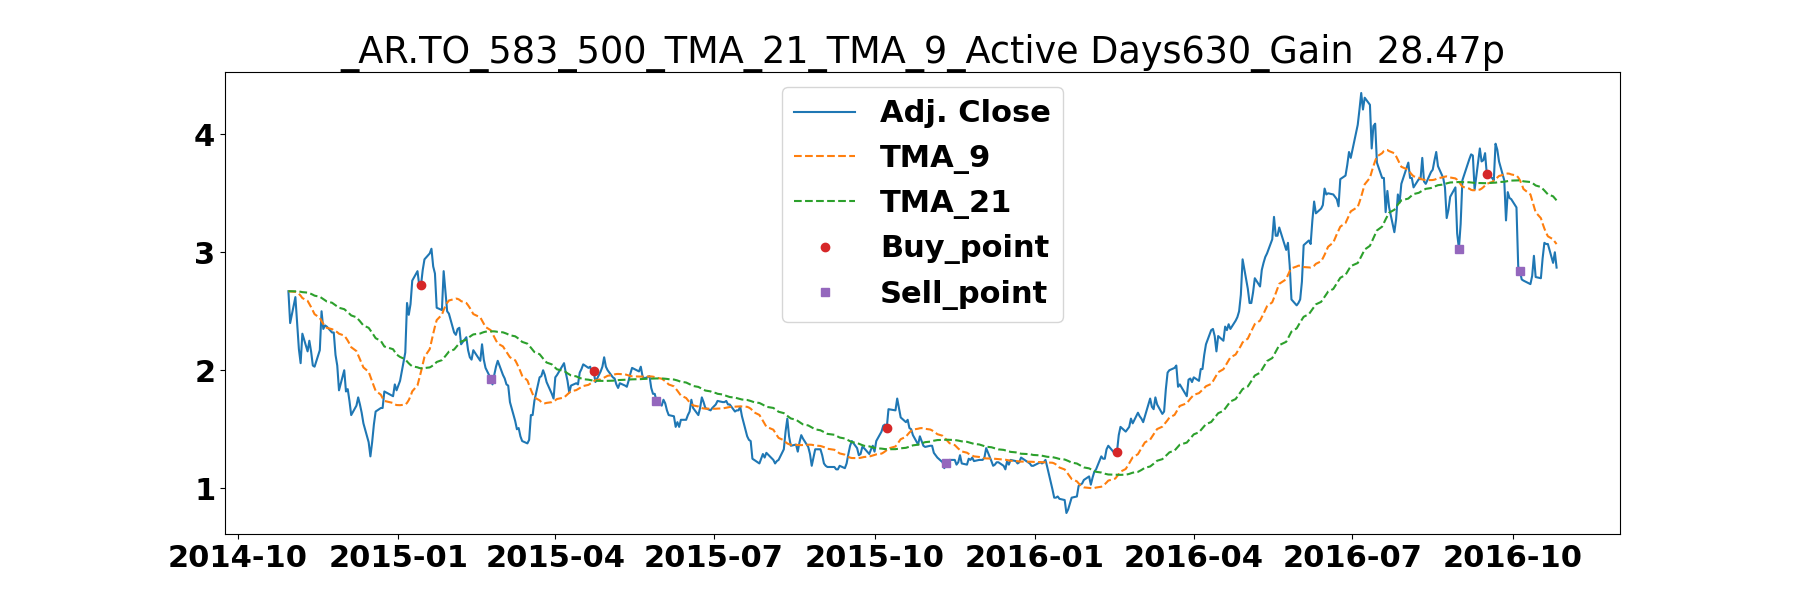 _AR.TO_583_500_TMA_21_TMA_9_Active Days630_Gain  28.47p
Adj. Close
TMA_9
TMA_21
Buy_point
Sell_point
4
3
2
1
2014-10 2015-01 2015-04 2015-07 2015-10 2016-01 2016-04 2016-07 2016-10